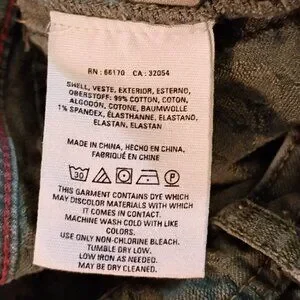 RN: 66170 CA: 32054
SHELL, VESTE, EXTERIOR, ESTERNO,
OBERSTOFF: 99% COTTON, COTON,
ALGODON, COTONE, BAUMWOLLE
1% SPANDEX, ÉLASTHANNE, ELASTANO,
ELASTAN, ELASTAN
MADE IN CHINA, HECHO EN CHINA,
FABRIQUÉ EN CHINE
30 P
THIS GARMENT CONTAINS DYE WHICH
MAY DISCOLOR MATERIALS WITH WHICH
IT COMES IN CONTACT.
MACHINE WASH COLD WITH LIKE
COLORS.
USE ONLY NON-CHLORINE BLEACH.
TUMBLE DRY LOW.
LOW IRON AS NEEDED.
MAY BE DRY CLEANED.